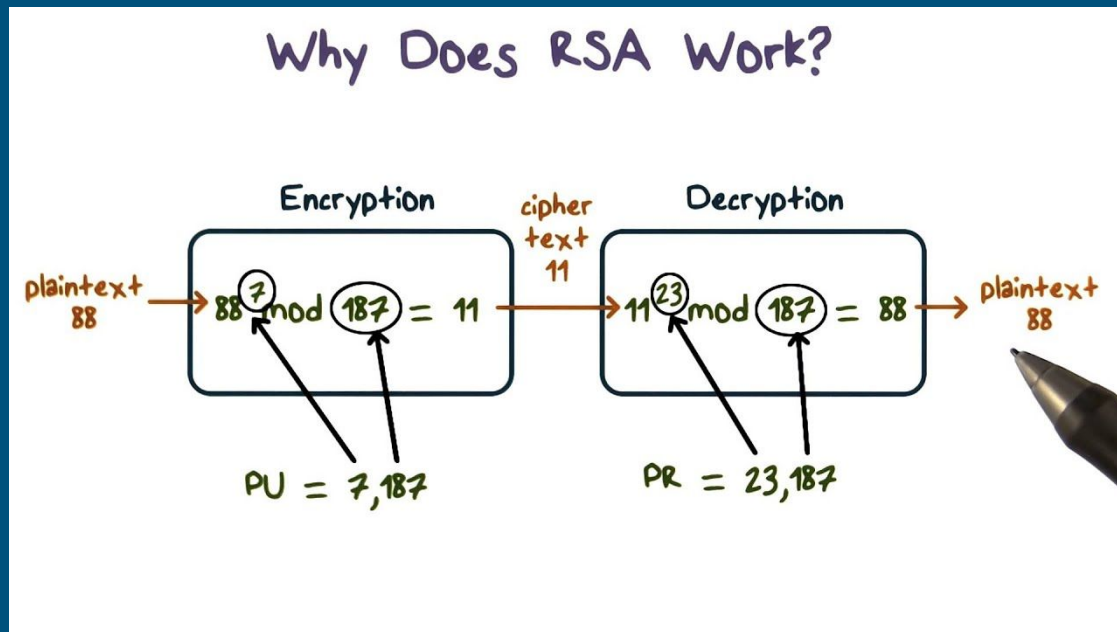 Why Does RSA Work?
Encryption
cipher
text
11
Decryption
plaintext
88
88^7 mod 187 = 11
11^23 mod 187 = 88
plaintext
88
PU = 7,187
PR = 23,187